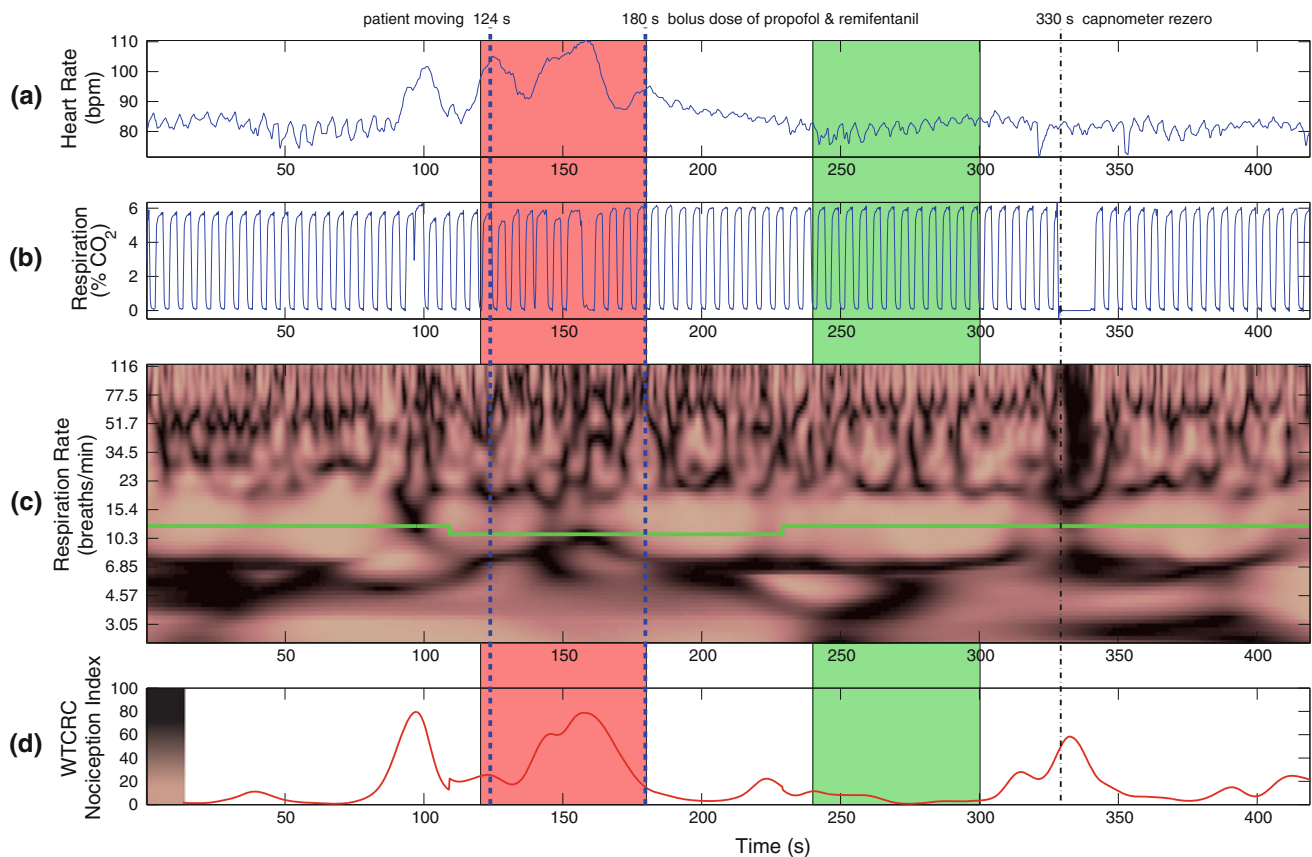 patient moving 124 s
180 s bolus dose of propofol & remifentanil
330 s capnometer rezero
(a)
Heart Rate
(bpm)
110
100
90
80
50 100 150 200 250 300 350 400
(b)
Respiration
(% CO2)
6
4
2
0
50 100 150 200 250 300 350 400
(c)
Respiration Rate
(breaths/min)
116
77.5
51.7
34.5
23
15.4
10.3
6.85
4.57
3.05
50 100 150 200 250 300 350 400
(d)
WTCRC
Nociception Index
100
80
60
40
20
0
50 100 150 200 250 300 350 400
Time (s)